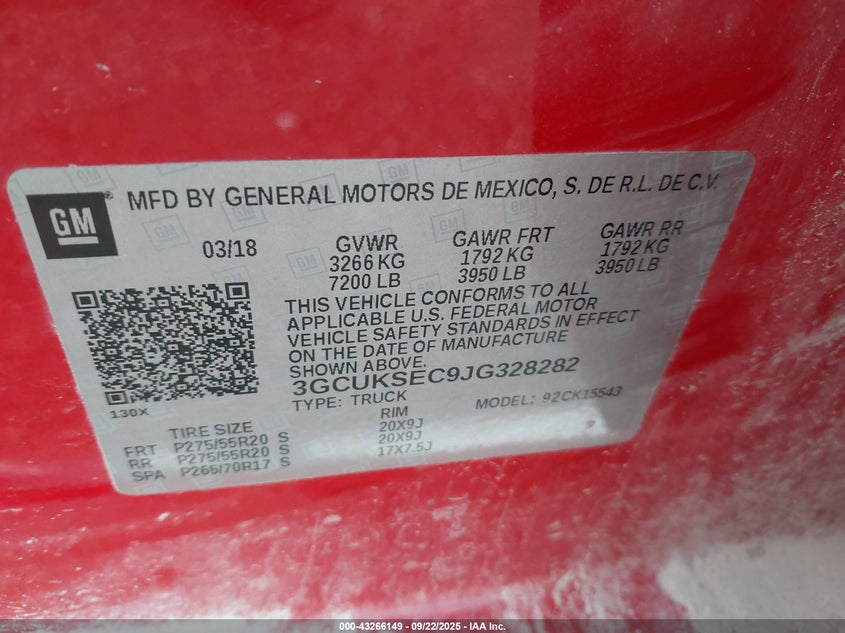 GM
MFD BY GENERAL MOTORS DE MEXICO, S. DE R.L. DE C.V.
03/18
GVWR
3266 KG
7200 LB
GAWR FRT
1792 KG
3950 LB
GAWR RR
1792 KG
3950 LB
THIS VEHICLE CONFORMS TO ALL
APPLICABLE U.S. FEDERAL MOTOR
VEHICLE SAFETY STANDARDS IN EFFECT
ON THE DATE OF MANUFACTURE
SHOWN ABOVE.
3GCUKSEC9JG328282
TYPE: TRUCK
MODEL: 92CK15543
130X
TIRE SIZE
RIM
FRT P275/55R20 S 20X9J
RR P275/55R20 S 20X9J
SPA P265/70R17 S 17X7.5J
000-43266149 - 09/22/2025 - IAA Inc.